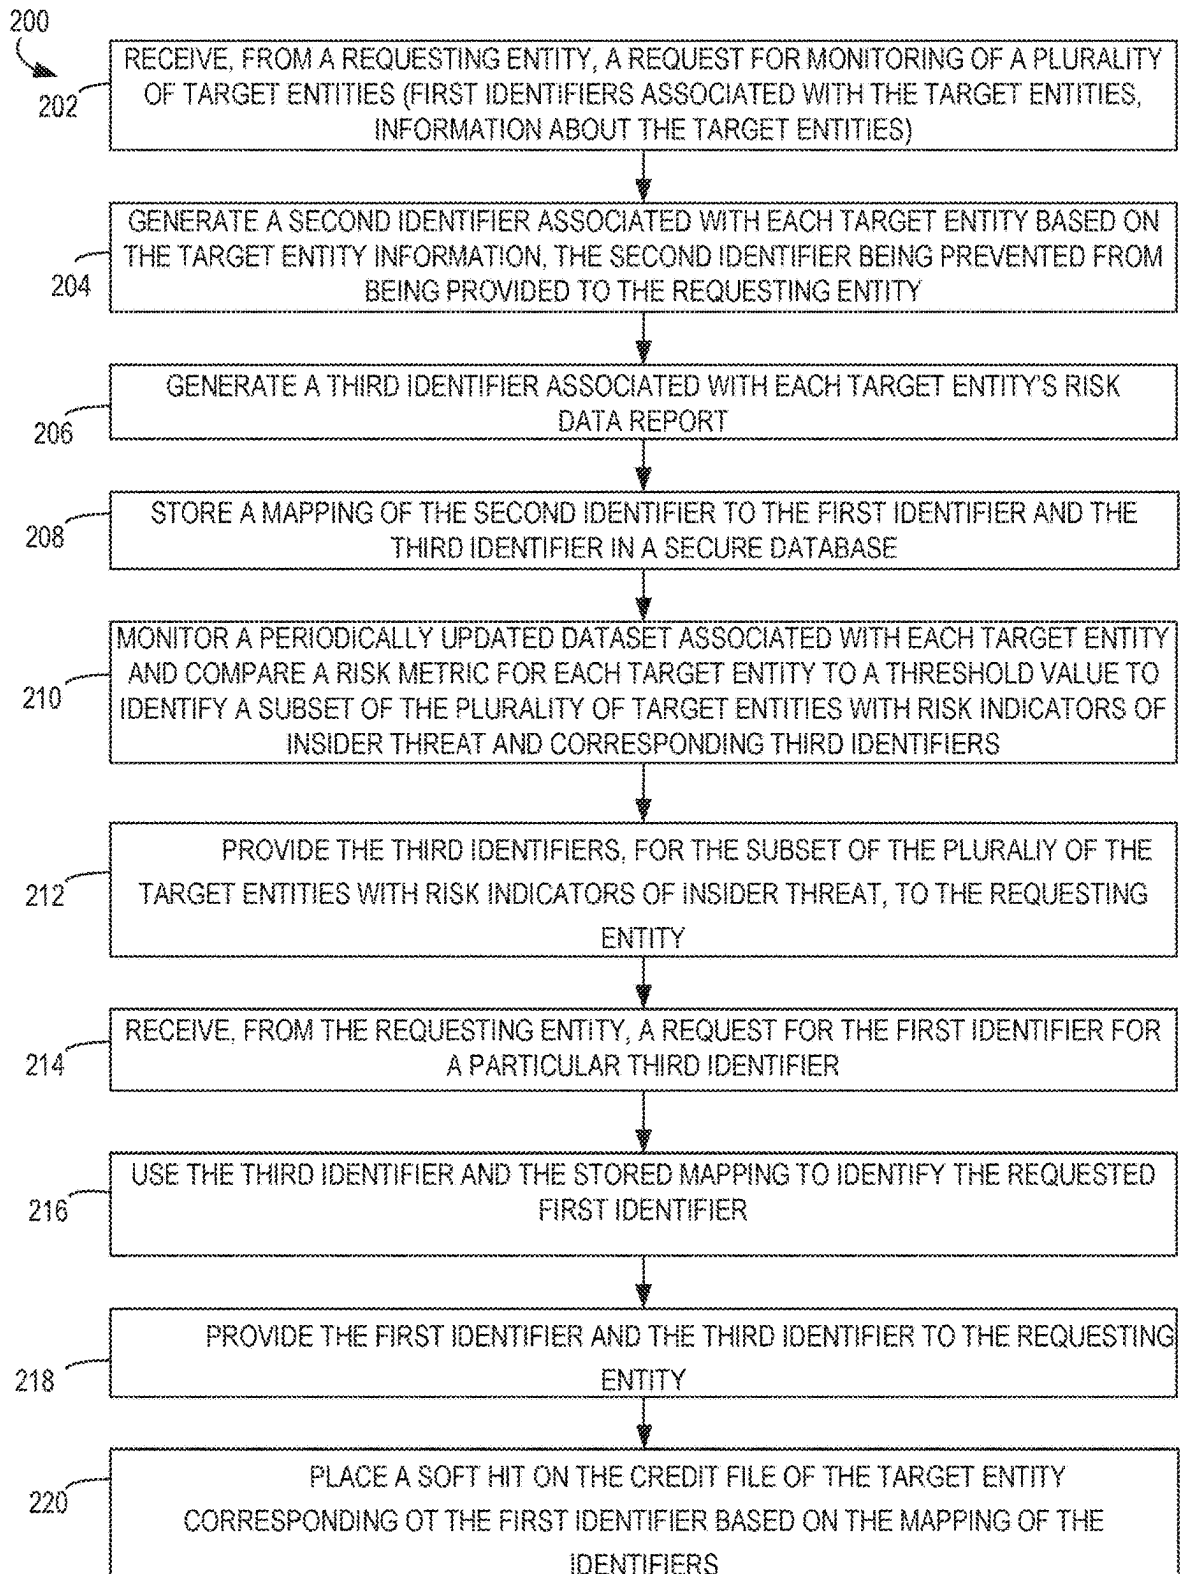 200
202
RECEIVE, FROM A REQUESTING ENTITY, A REQUEST FOR MONITORING OF A PLURALITY
OF TARGET ENTITIES (FIRST IDENTIFIERS ASSOCIATED WITH THE TARGET ENTITIES,
INFORMATION ABOUT THE TARGET ENTITIES)
204
GENERATE A SECOND IDENTIFIER ASSOCIATED WITH EACH TARGET ENTITY BASED ON
THE TARGET ENTITY INFORMATION, THE SECOND IDENTIFIER BEING PREVENTED FROM
BEING PROVIDED TO THE REQUESTING ENTITY
206
GENERATE A THIRD IDENTIFIER ASSOCIATED WITH EACH TARGET ENTITY'S RISK
DATA REPORT
208
STORE A MAPPING OF THE SECOND IDENTIFIER TO THE FIRST IDENTIFIER AND THE
THIRD IDENTIFIER IN A SECURE DATABASE
210
MONITOR A PERIODICALLY UPDATED DATASET ASSOCIATED WITH EACH TARGET ENTITY
AND COMPARE A RISK METRIC FOR EACH TARGET ENTITY TO A THRESHOLD VALUE TO
IDENTIFY A SUBSET OF THE PLURALITY OF TARGET ENTITIES WITH RISK INDICATORS OF
INSIDER THREAT AND CORRESPONDING THIRD IDENTIFIERS
212
PROVIDE THE THIRD IDENTIFIERS, FOR THE SUBSET OF THE PLURALIY OF THE
TARGET ENTITIES WITH RISK INDICATORS OF INSIDER THREAT, TO THE REQUESTING
ENTITY
214
RECEIVE, FROM THE REQUESTING ENTITY, A REQUEST FOR THE FIRST IDENTIFIER FOR
A PARTICULAR THIRD IDENTIFIER
216
USE THE THIRD IDENTIFIER AND THE STORED MAPPING TO IDENTIFY THE REQUESTED
FIRST IDENTIFIER
218
PROVIDE THE FIRST IDENTIFIER AND THE THIRD IDENTIFIER TO THE REQUESTING
ENTITY
220
PLACE A SOFT HIT ON THE CREDIT FILE OF THE TARGET ENTITY
CORRESPONDING OT THE FIRST IDENTIFIER BASED ON THE MAPPING OF THE
IDENTIFIERS